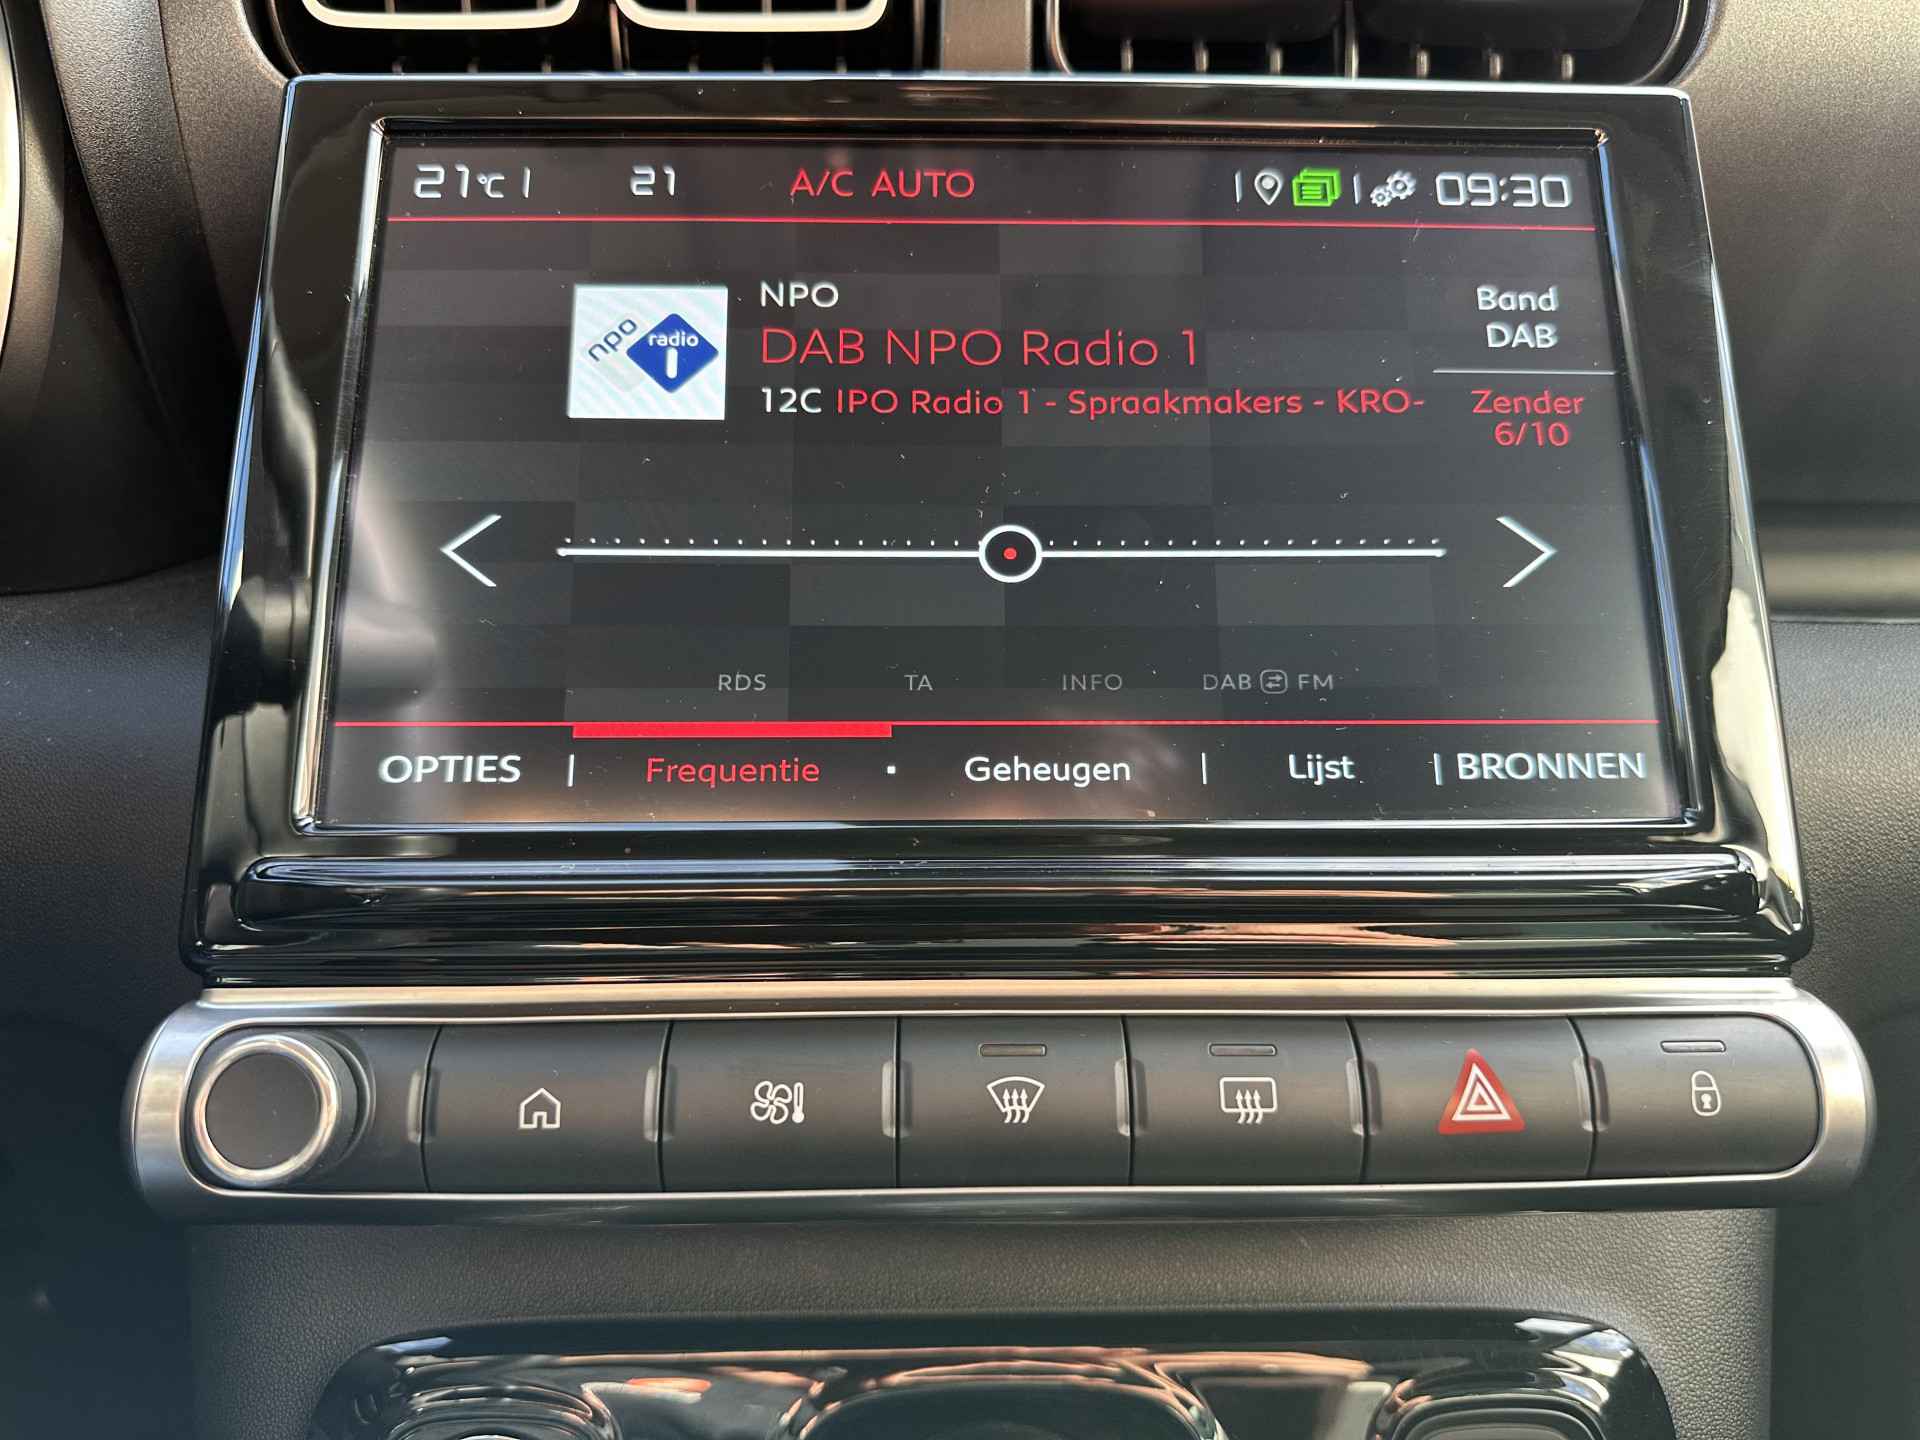 21°C 21 A/C AUTO 09:30
NPO
DAB NPO Radio 1
12C IPO Radio 1 - Spraakmakers - KRO-
npo radio 1
Band
DAB
Zender
6/10
RDS TA INFO DAB FM
OPTIES Frequentie Geheugen Lijst BRONNEN